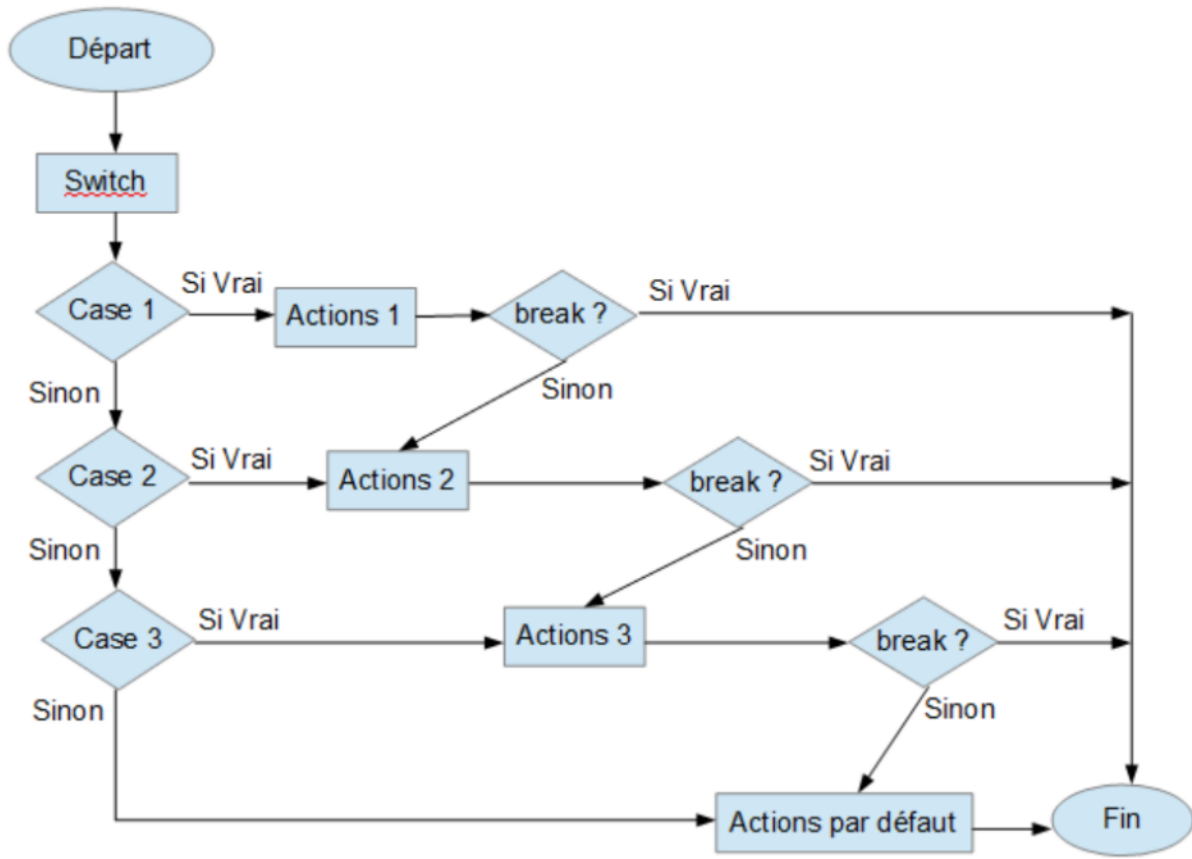 Départ
Switch
Case 1
Si Vrai
Actions 1
break ?
Si Vrai
Sinon
Sinon
Case 2
Si Vrai
Actions 2
break ?
Si Vrai
Sinon
Sinon
Case 3
Si Vrai
Actions 3
break ?
Si Vrai
Sinon
Sinon
Actions par défaut
Fin